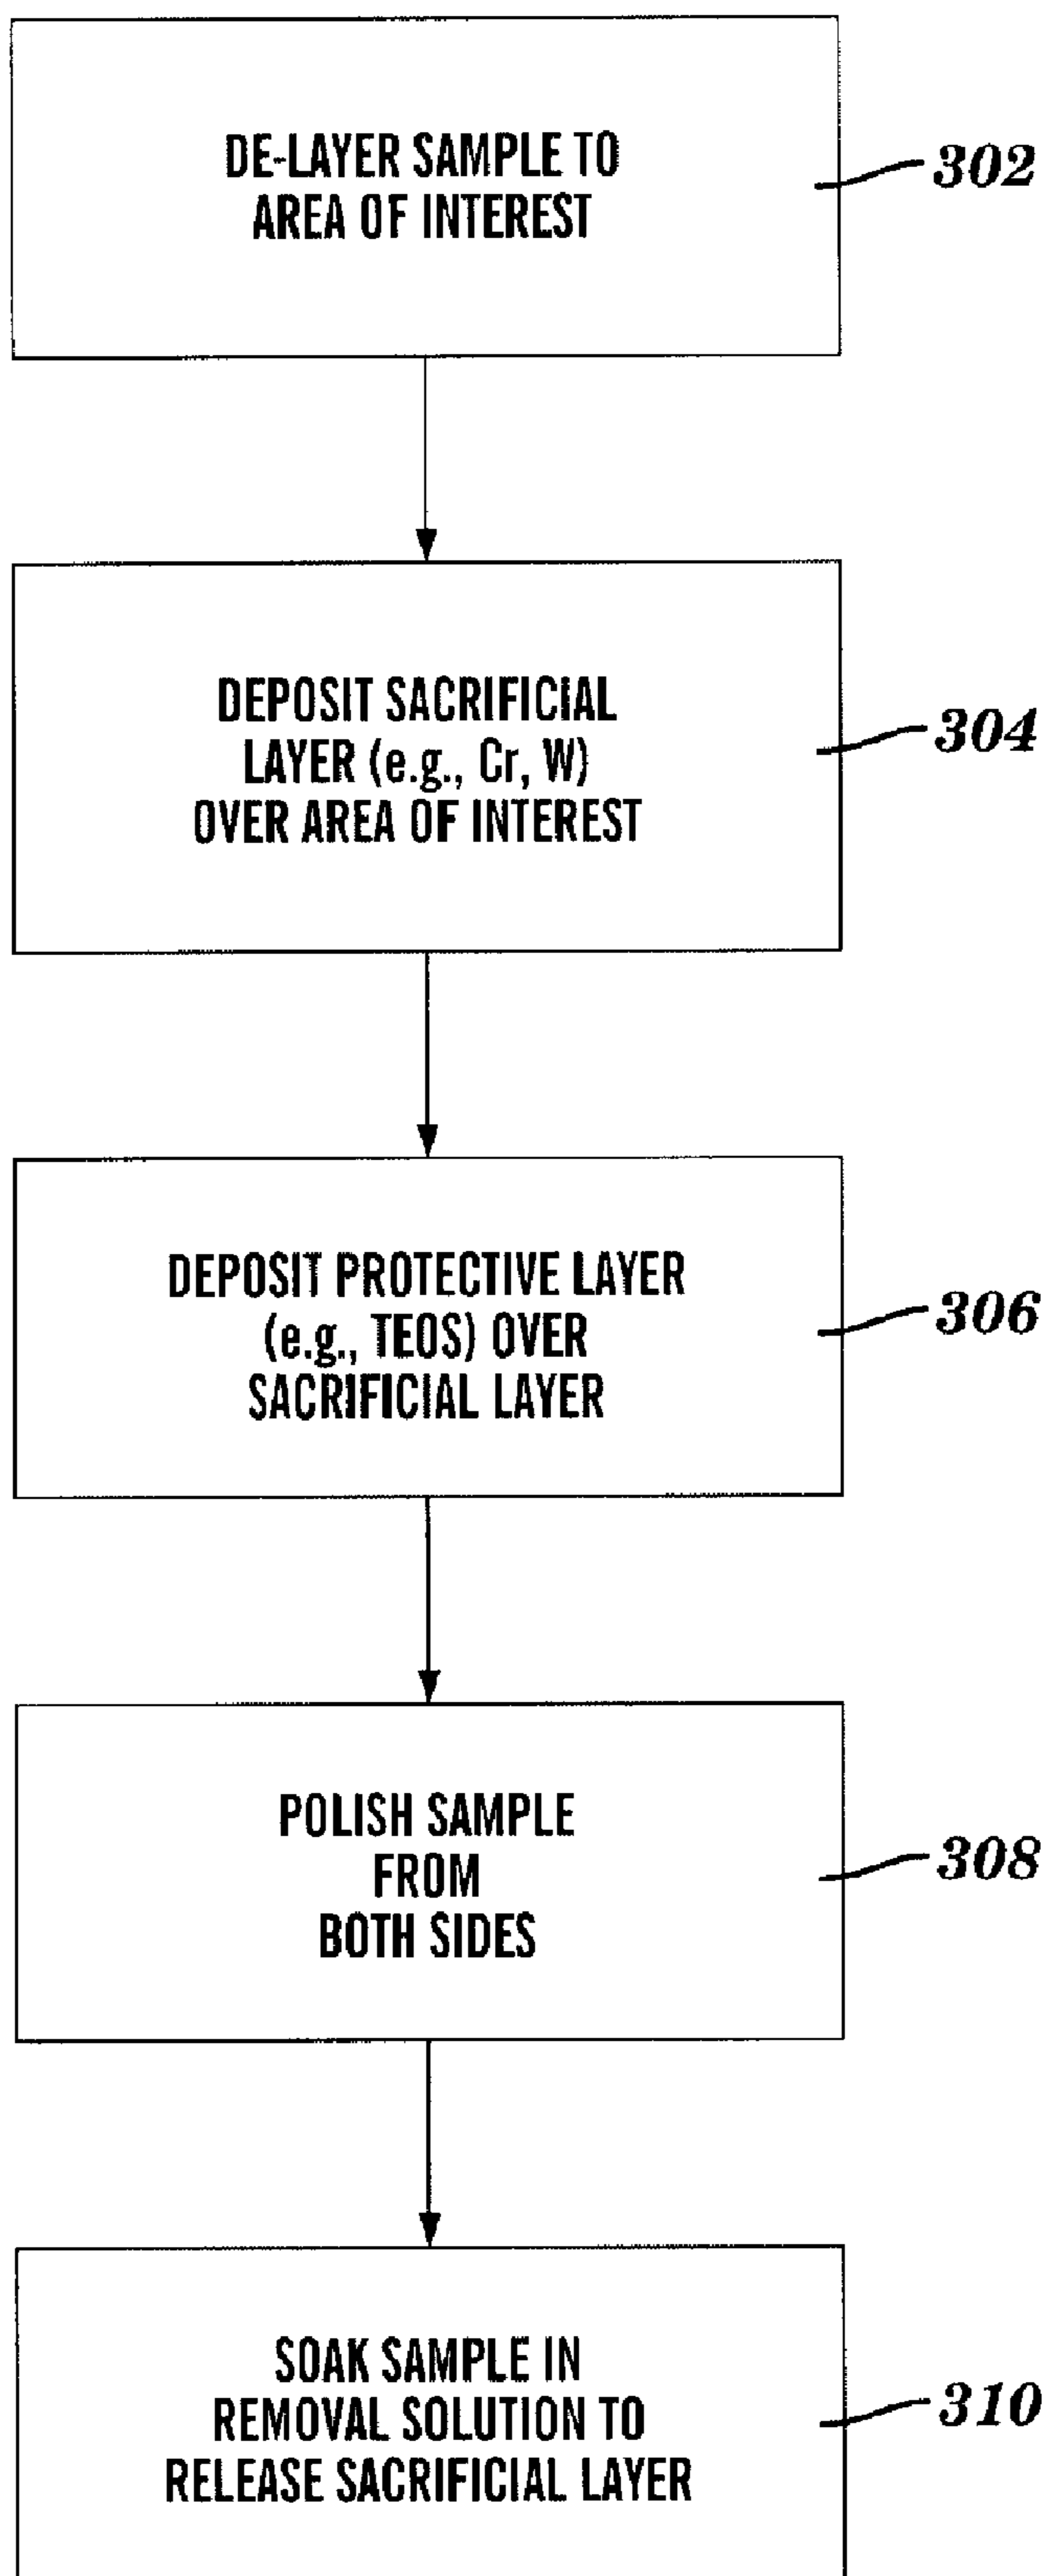 DE-LAYER SAMPLE TO
AREA OF INTEREST
302
DEPOSIT SACRIFICIAL
LAYER (e.g., Cr, W)
OVER AREA OF INTEREST
304
DEPOSIT PROTECTIVE LAYER
(e.g., TEOS) OVER
SACRIFICIAL LAYER
306
POLISH SAMPLE
FROM
BOTH SIDES
308
SOAK SAMPLE IN
REMOVAL SOLUTION TO
RELEASE SACRIFICIAL LAYER
310